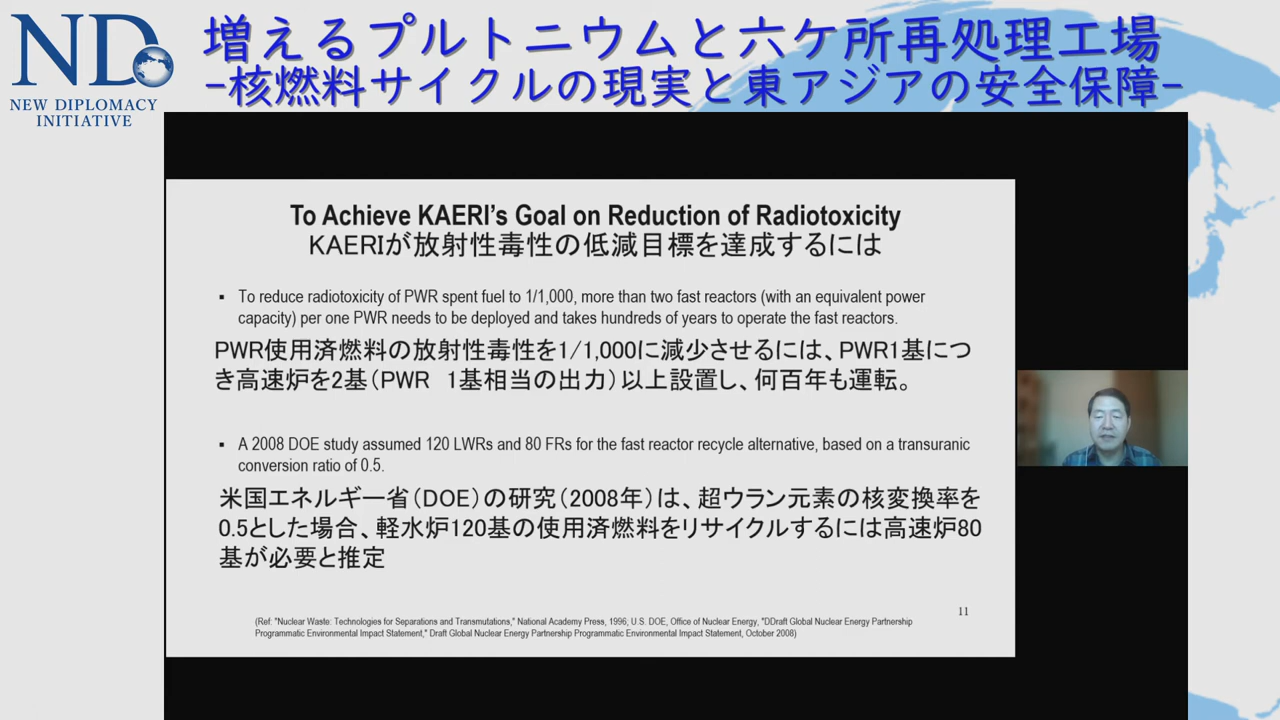 ND
NEW DIPLOMACY
INITIATIVE
増えるプルトニウムと六ケ所再処理工場
-核燃料サイクルの現実と東アジアの安全保障-
To Achieve KAERI's Goal on Reduction of Radiotoxicity
KAERIが放射性毒性の低減目標を達成するには
▪ To reduce radiotoxicity of PWR spent fuel to 1/1,000, more than two fast reactors (with an equivalent power
capacity) per one PWR needs to be deployed and takes hundreds of years to operate the fast reactors.
PWR使用済燃料の放射性毒性を1/1,000に減少させるには、PWR1基につ
き高速炉を2基（PWR 1基相当の出力）以上設置し、何百年も運転。
▪ A 2008 DOE study assumed 120 LWRs and 80 FRs for the fast reactor recycle alternative, based on a transuranic
conversion ratio of 0.5.
米国エネルギー省（DOE）の研究（2008年）は、超ウラン元素の核変換率を
0.5とした場合、軽水炉120基の使用済燃料をリサイクルするには高速炉80
基が必要と推定
11
(Ref: "Nuclear Waste: Technologies for Separations and Transmutations," National Academy Press, 1996; U.S. DOE, Office of Nuclear Energy, "DDraft Global Nuclear Energy Partnership
Programmatic Environmental Impact Statement," Draft Global Nuclear Energy Partnership Programmatic Environmental Impact Statement, October 2008)